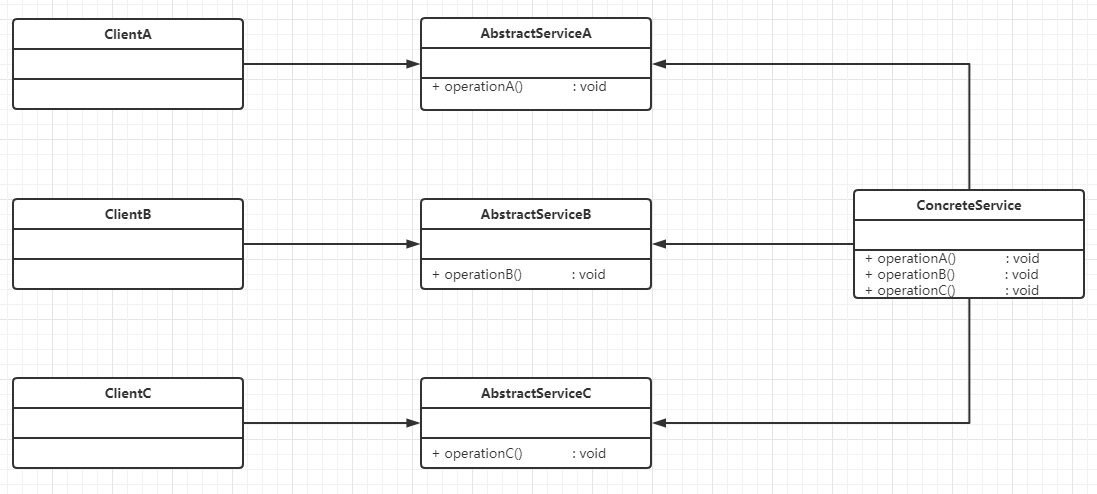 ClientA
AbstractServiceA
+ operationA() : void
ClientB
AbstractServiceB
+ operationB() : void
ConcreteService
+ operationA() : void
+ operationB() : void
+ operationC() : void
ClientC
AbstractServiceC
+ operationC() : void